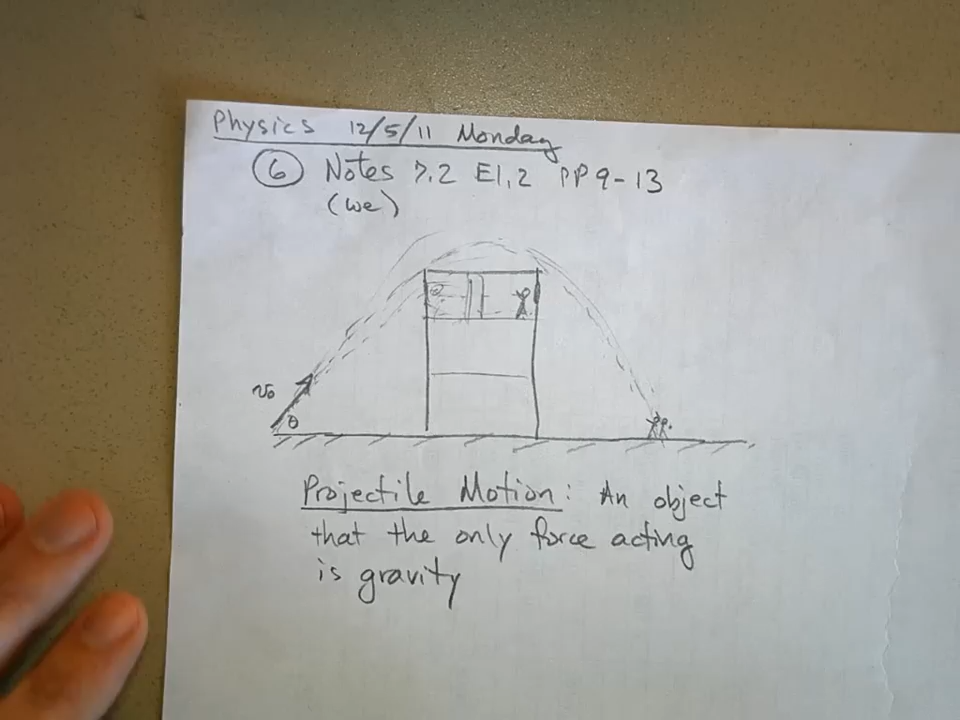 Physics 12/5/11 Monday
6 Notes 7.2 E1,2 PP 9-13
(we)
v₀
θ
Projectile Motion: An object
that the only force acting
is gravity